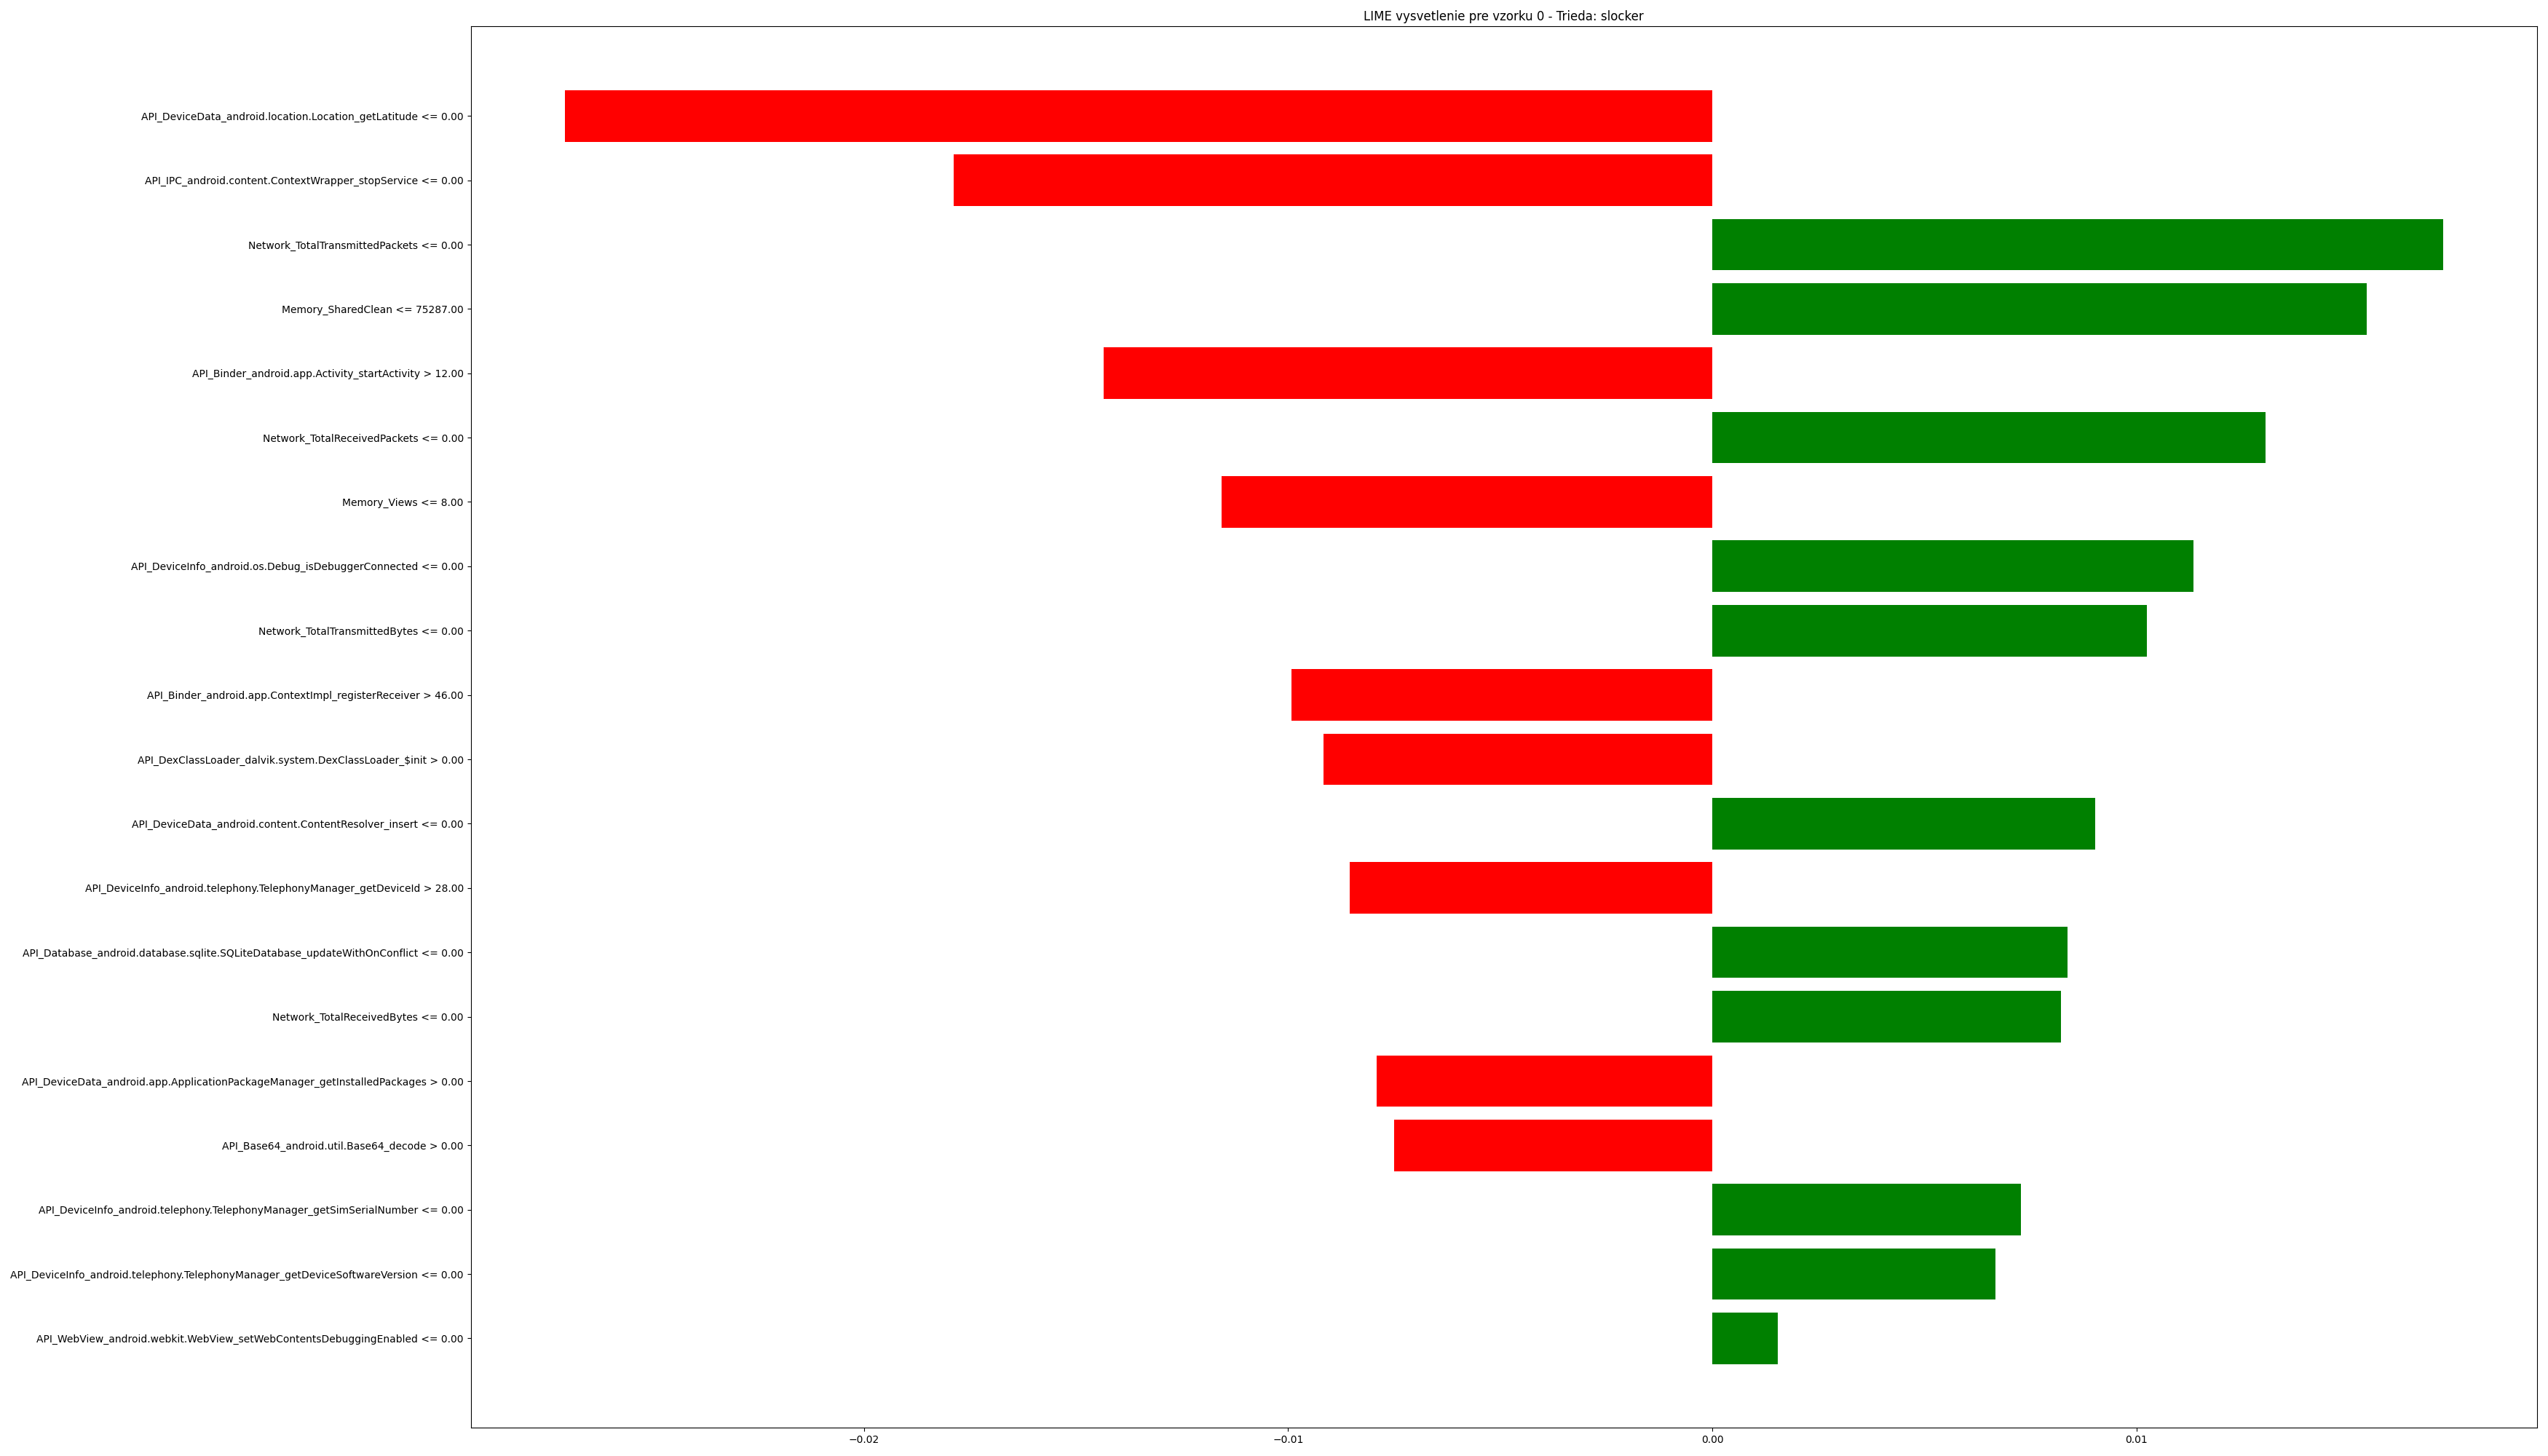 LIME vysvetlenie pre vzorku 0 - Trieda: slocker
API_DeviceData_android.location.Location_getLatitude <= 0.00
API_IPC_android.content.ContextWrapper_stopService <= 0.00
Network_TotalTransmittedPackets <= 0.00
Memory_SharedClean <= 75287.00
API_Binder_android.app.Activity_startActivity > 12.00
Network_TotalReceivedPackets <= 0.00
Memory_Views <= 8.00
API_DeviceInfo_android.os.Debug_isDebuggerConnected <= 0.00
Network_TotalTransmittedBytes <= 0.00
API_Binder_android.app.ContextImpl_registerReceiver > 46.00
API_DexClassLoader_dalvik.system.DexClassLoader_$init > 0.00
API_DeviceData_android.content.ContentResolver_insert <= 0.00
API_DeviceInfo_android.telephony.TelephonyManager_getDeviceId > 28.00
API_Database_android.database.sqlite.SQLiteDatabase_updateWithOnConflict <= 0.00
Network_TotalReceivedBytes <= 0.00
API_DeviceData_android.app.ApplicationPackageManager_getInstalledPackages > 0.00
API_Base64_android.util.Base64_decode > 0.00
API_DeviceInfo_android.telephony.TelephonyManager_getSimSerialNumber <= 0.00
API_DeviceInfo_android.telephony.TelephonyManager_getDeviceSoftwareVersion <= 0.00
API_WebView_android.webkit.WebView_setWebContentsDebuggingEnabled <= 0.00
−0.02 −0.01 0.00 0.01